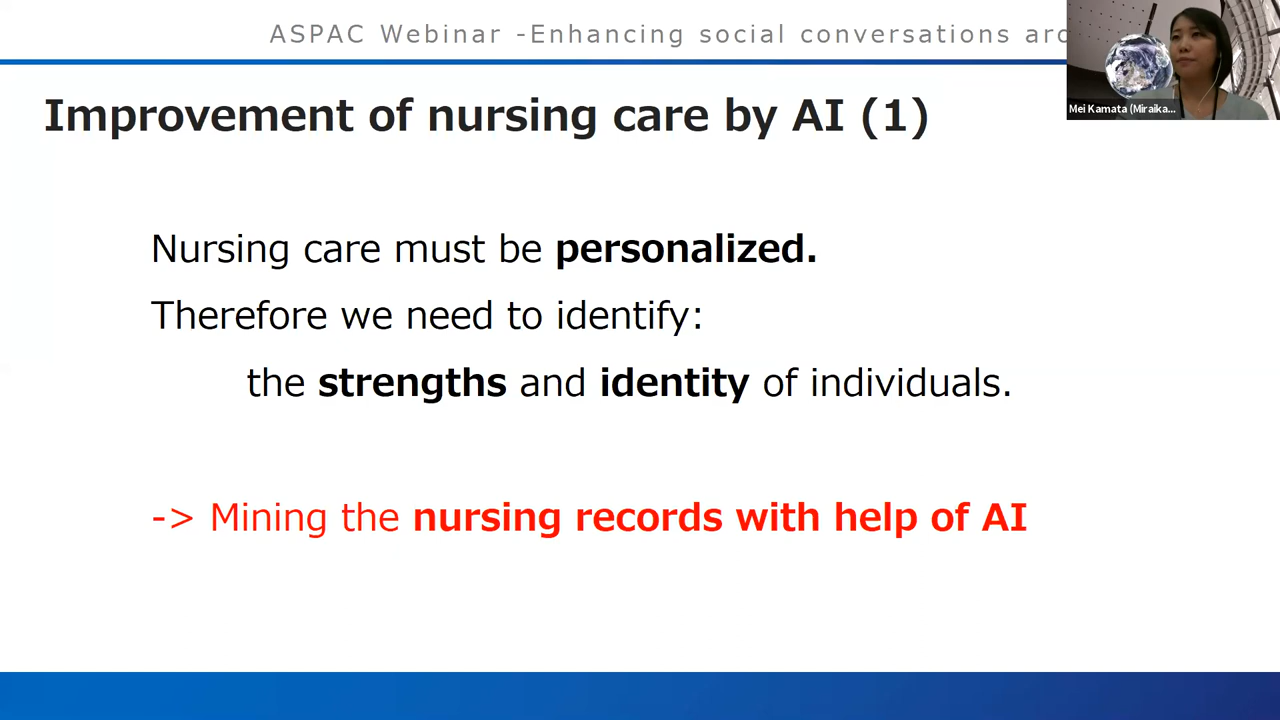 ASPAC Webinar -Enhancing social conversations
Mei Kamata (Miraika...
Improvement of nursing care by AI (1)
Nursing care must be personalized.
Therefore we need to identify:
the strengths and identity of individuals.
-> Mining the nursing records with help of AI